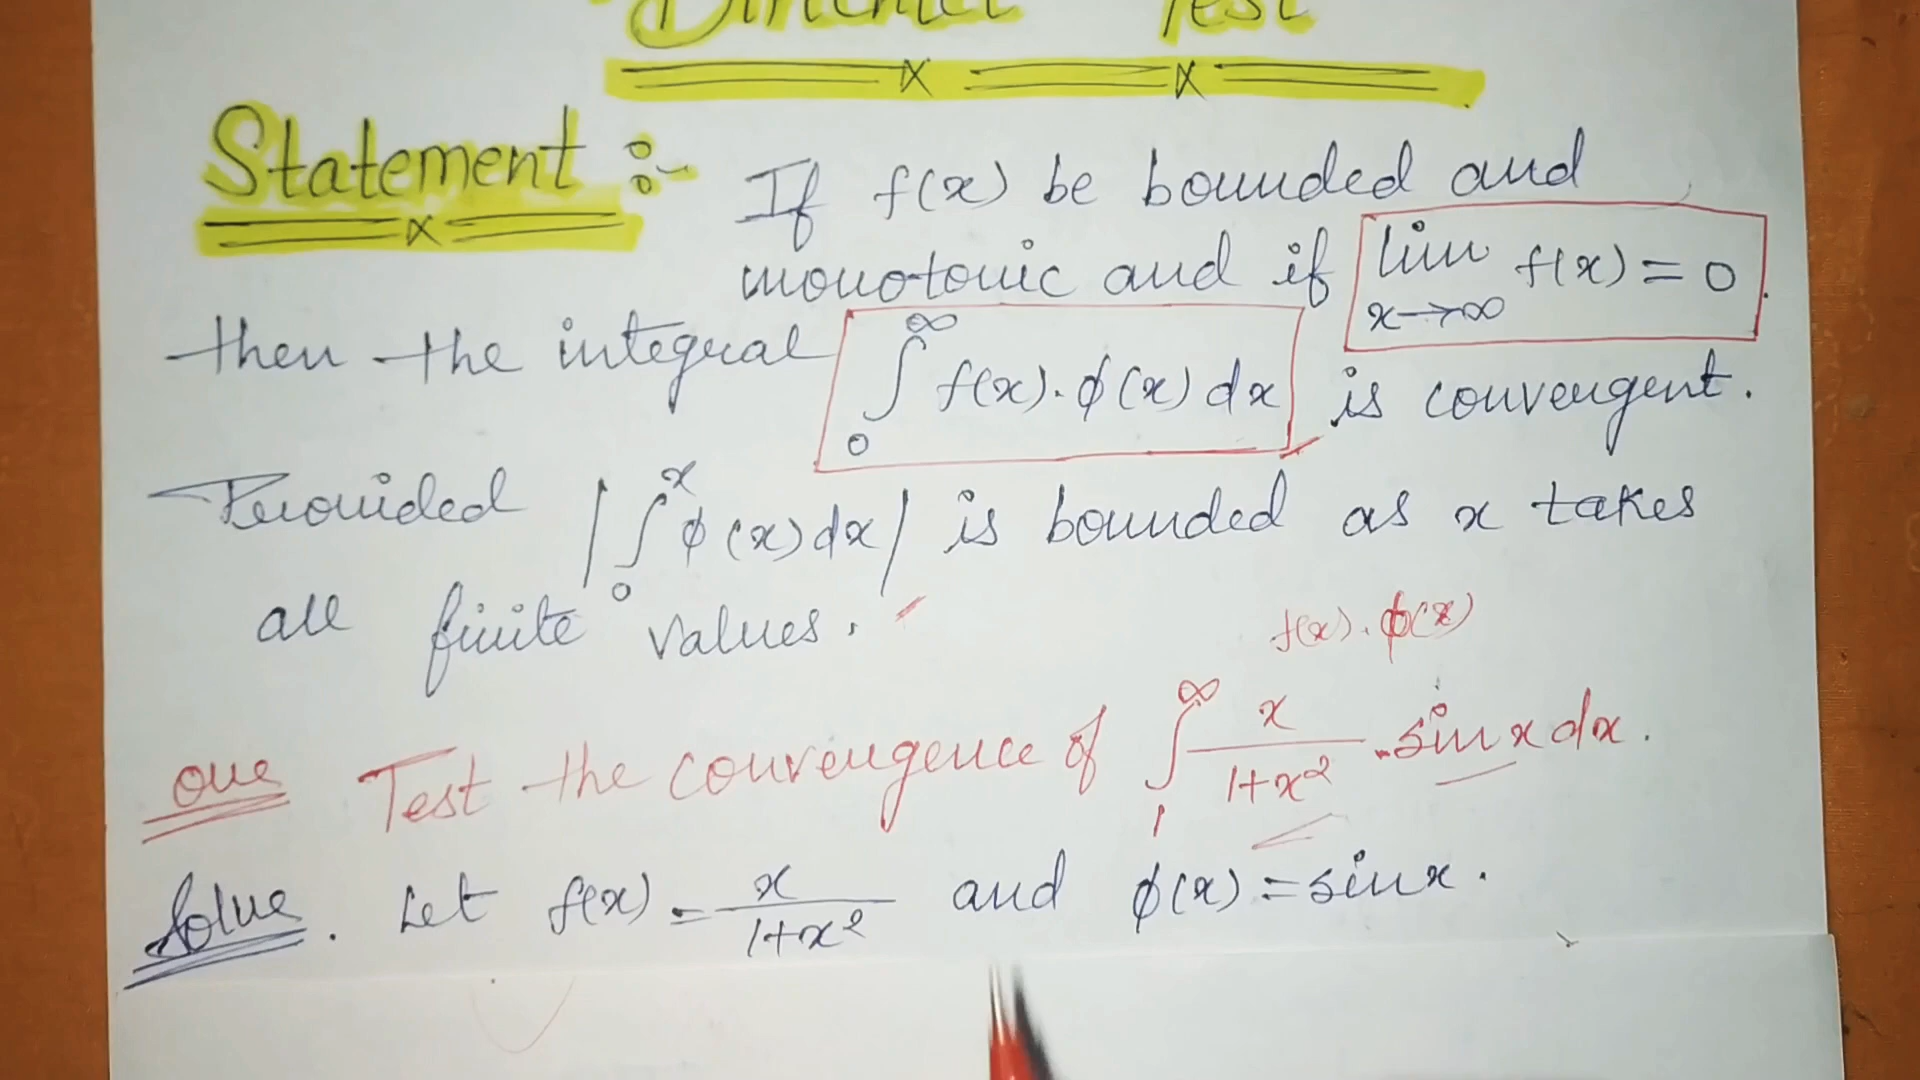 Dirichlet Test
Statement :- If f(x) be bounded and
monotonic and if lim x→∞ f(x) = 0.
then the integral ∫₀^∞ f(x).φ(x) dx is convergent.
Provided |∫₀^x φ(x) dx| is bounded as x takes
all finite values.
f(x). φ(x)
Que Test the convergence of ∫₁^∞ x/(1+x²) . sin x dx.
Solve. Let f(x) = x/(1+x²) and φ(x) = sin x.